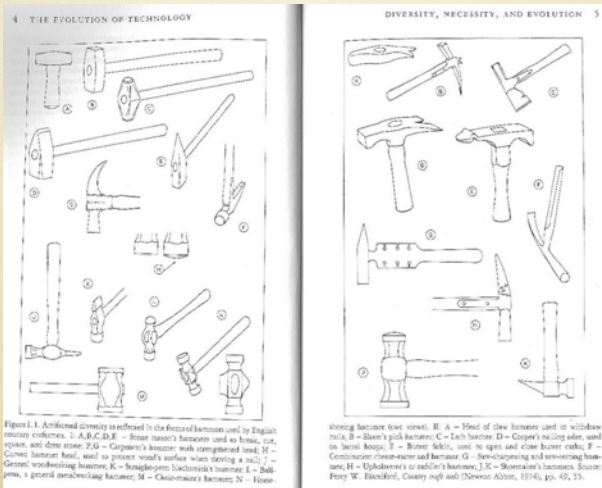 4 THE EVOLUTION OF TECHNOLOGY
A
B
C
D
E
G
F
H
J
K
L
N
M
Figure I.1. Artifactual diversity as reflected in the forms of hammers used by English
country craftsmen. I: A,B,C,D,E – Stone mason's hammers used to break, cut,
square, and dress stone; F,G – Carpenter's hammer with strengthened head; H –
Curved hammer head, used to protect wood's surface when driving a nail; J –
General woodworking hammer; K – Straight-pein blacksmith's hammer; L – Ball-
pein, a general metalworking hammer; M – Chair-maker's hammer; N – Horse-
DIVERSITY, NECESSITY, AND EVOLUTION 5
A
B
C
E
F
G
H
J
K
shoeing hammer (two views). II: A – Head of claw hammer used to withdraw
nails; B – Slater's pick hammer; C – Lath hatchet; D – Cooper's nailing adze, used
on barrel hoops; E – used to open and close butter casks; F –
Combination cheese-taster and hammer; G – Saw-sharpening and saw-setting ham-
mer; H – Upholsterer's or saddler's hammer; J,K – Shoemaker's hammers. Source:
Percy W. Blandford, Country craft tools (Newton Abbot, 1974), pp. 49, 55.